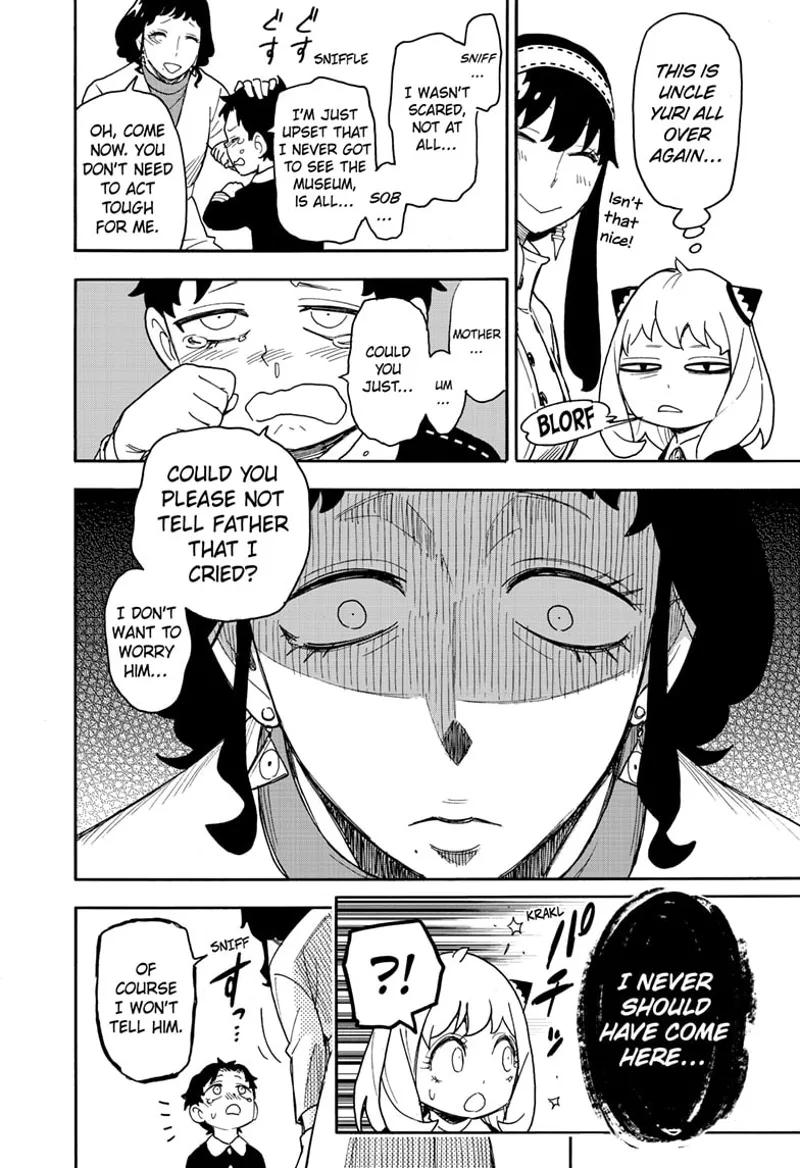 THIS IS
UNCLE
YURI ALL
OVER
AGAIN...
Isn't
that
nice!
BLORF
SNIFF
...
I WASN'T
SCARED,
NOT AT
ALL...
I'M JUST
UPSET THAT
I NEVER GOT
TO SEE THE
MUSEUM,
IS ALL...
SOB
...
ぐす
ぐす
SNIFFLE
OH, COME
NOW. YOU
DON'T NEED
TO ACT
TOUGH
FOR ME.
MOTHER
...
UM
...
COULD
YOU
JUST...
COULD YOU
PLEASE NOT
TELL FATHER
THAT I
CRIED?
I DON'T
WANT TO
WORRY
HIM...
I NEVER
SHOULD
HAVE COME
HERE...
KRAKL
パチッ
?!
SNIFF
すっ
OF
COURSE
I WON'T
TELL HIM.